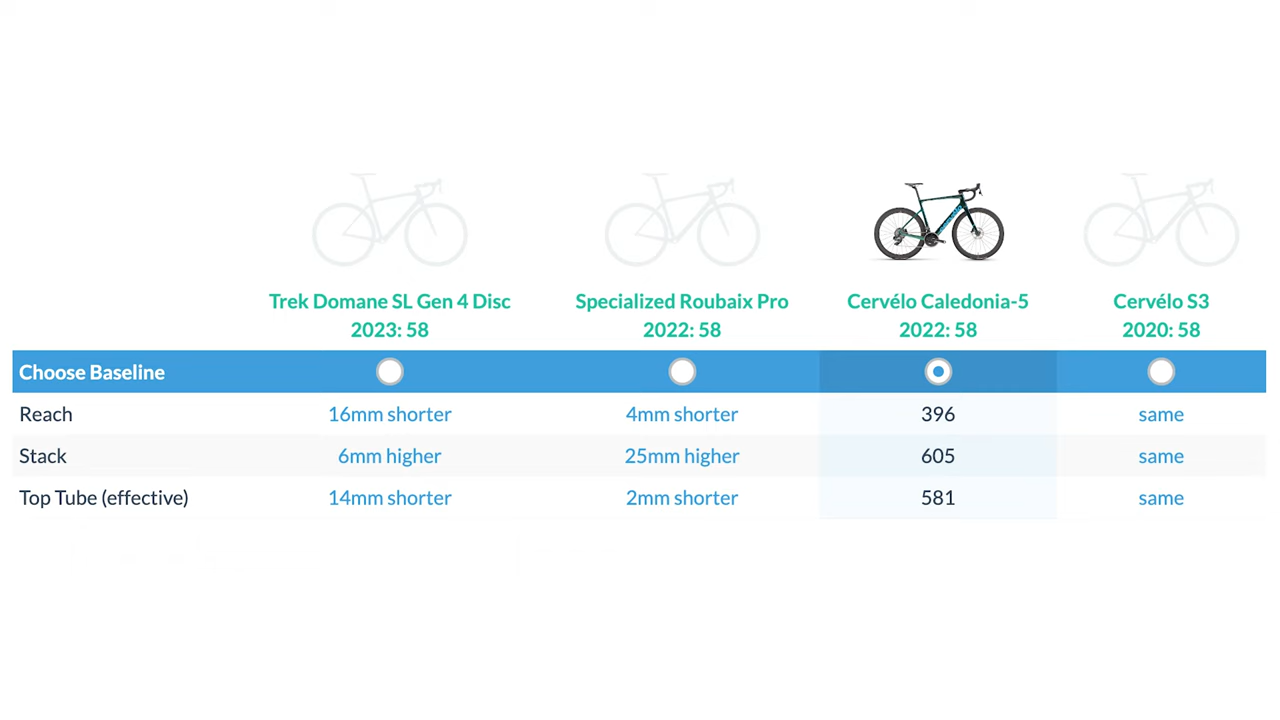 Trek Domane SL Gen 4 Disc
2023: 58
Specialized Roubaix Pro
2022: 58
Cervélo Caledonia-5
2022: 58
Cervélo S3
2020: 58
Choose Baseline
Reach 16mm shorter 4mm shorter 396 same
Stack 6mm higher 25mm higher 605 same
Top Tube (effective) 14mm shorter 2mm shorter 581 same